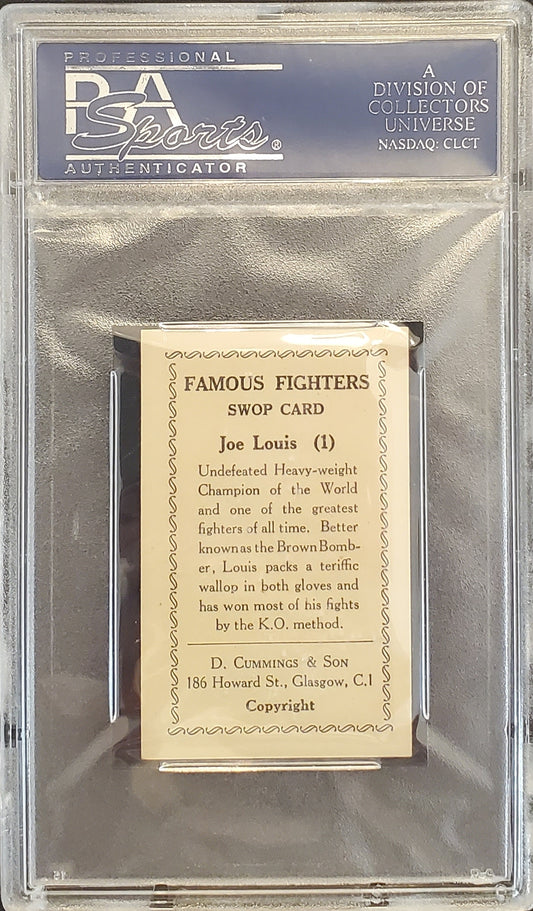 PROFESSIONAL
PSA
Sports®
AUTHENTICATOR
A
DIVISION OF
COLLECTORS
UNIVERSE
NASDAQ: CLCT
FAMOUS FIGHTERS
SWOP CARD
Joe Louis (1)
Undefeated Heavy-weight
Champion of the World
and one of the greatest
fighters of all time. Better
known as the Brown Bomb-
er, Louis packs a teriffic
wallop in both gloves and
has won most of his fights
by the K.O. method.
D. CUMMINGS & SON
186 Howard St., Glasgow, C.1
Copyright